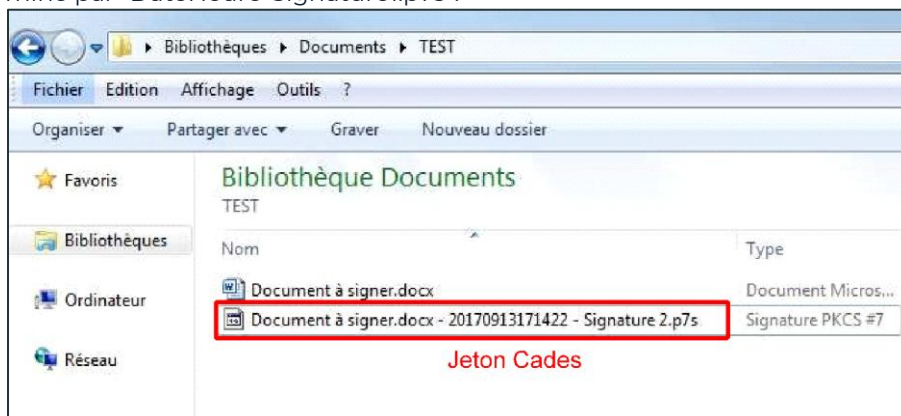 Bibliothèques ▸ Documents ▸ TEST
Fichier Edition Affichage Outils ?
Organiser Partager avec Graver Nouveau dossier
Favoris
Bibliothèque Documents
TEST
Bibliothèques
Nom Type
Ordinateur
Document à signer.docx Document Micros...
Document à signer.docx - 20170913171422 - Signature 2.p7s Signature PKCS #7
Réseau
Jeton Cades